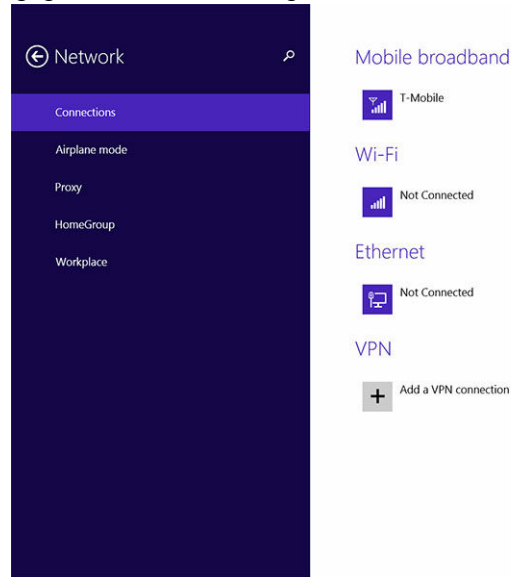 Network
Connections
Airplane mode
Proxy
HomeGroup
Workplace
Mobile broadband
T-Mobile
Wi-Fi
Not Connected
Ethernet
Not Connected
VPN
Add a VPN connection